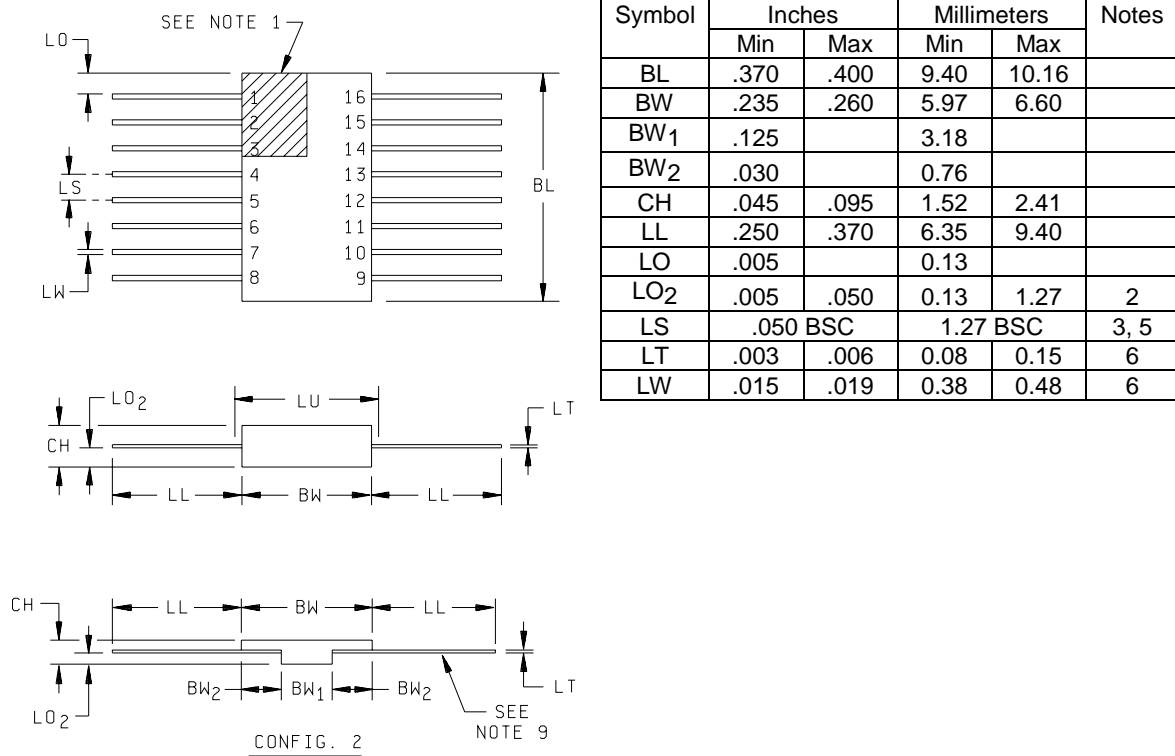 SEE NOTE 1
LO
1 16
2 15
3 14
4 13
5 12
6 11
7 10
8 9
LS
BL
LW
LO2
LU
LT
CH
LL BW LL
CH
LL BW LL
BW2 BW1 BW2
LT
LO2
SEE
NOTE 9
CONFIG. 2
Symbol Inches Millimeters Notes
Min Max Min Max
BL .370 .400 9.40 10.16
BW .235 .260 5.97 6.60
BW1 .125 3.18
BW2 .030 0.76
CH .045 .095 1.52 2.41
LL .250 .370 6.35 9.40
LO .005 0.13
LO2 .005 .050 0.13 1.27 2
LS .050 BSC 1.27 BSC 3, 5
LT .003 .006 0.08 0.15 6
LW .015 .019 0.38 0.48 6